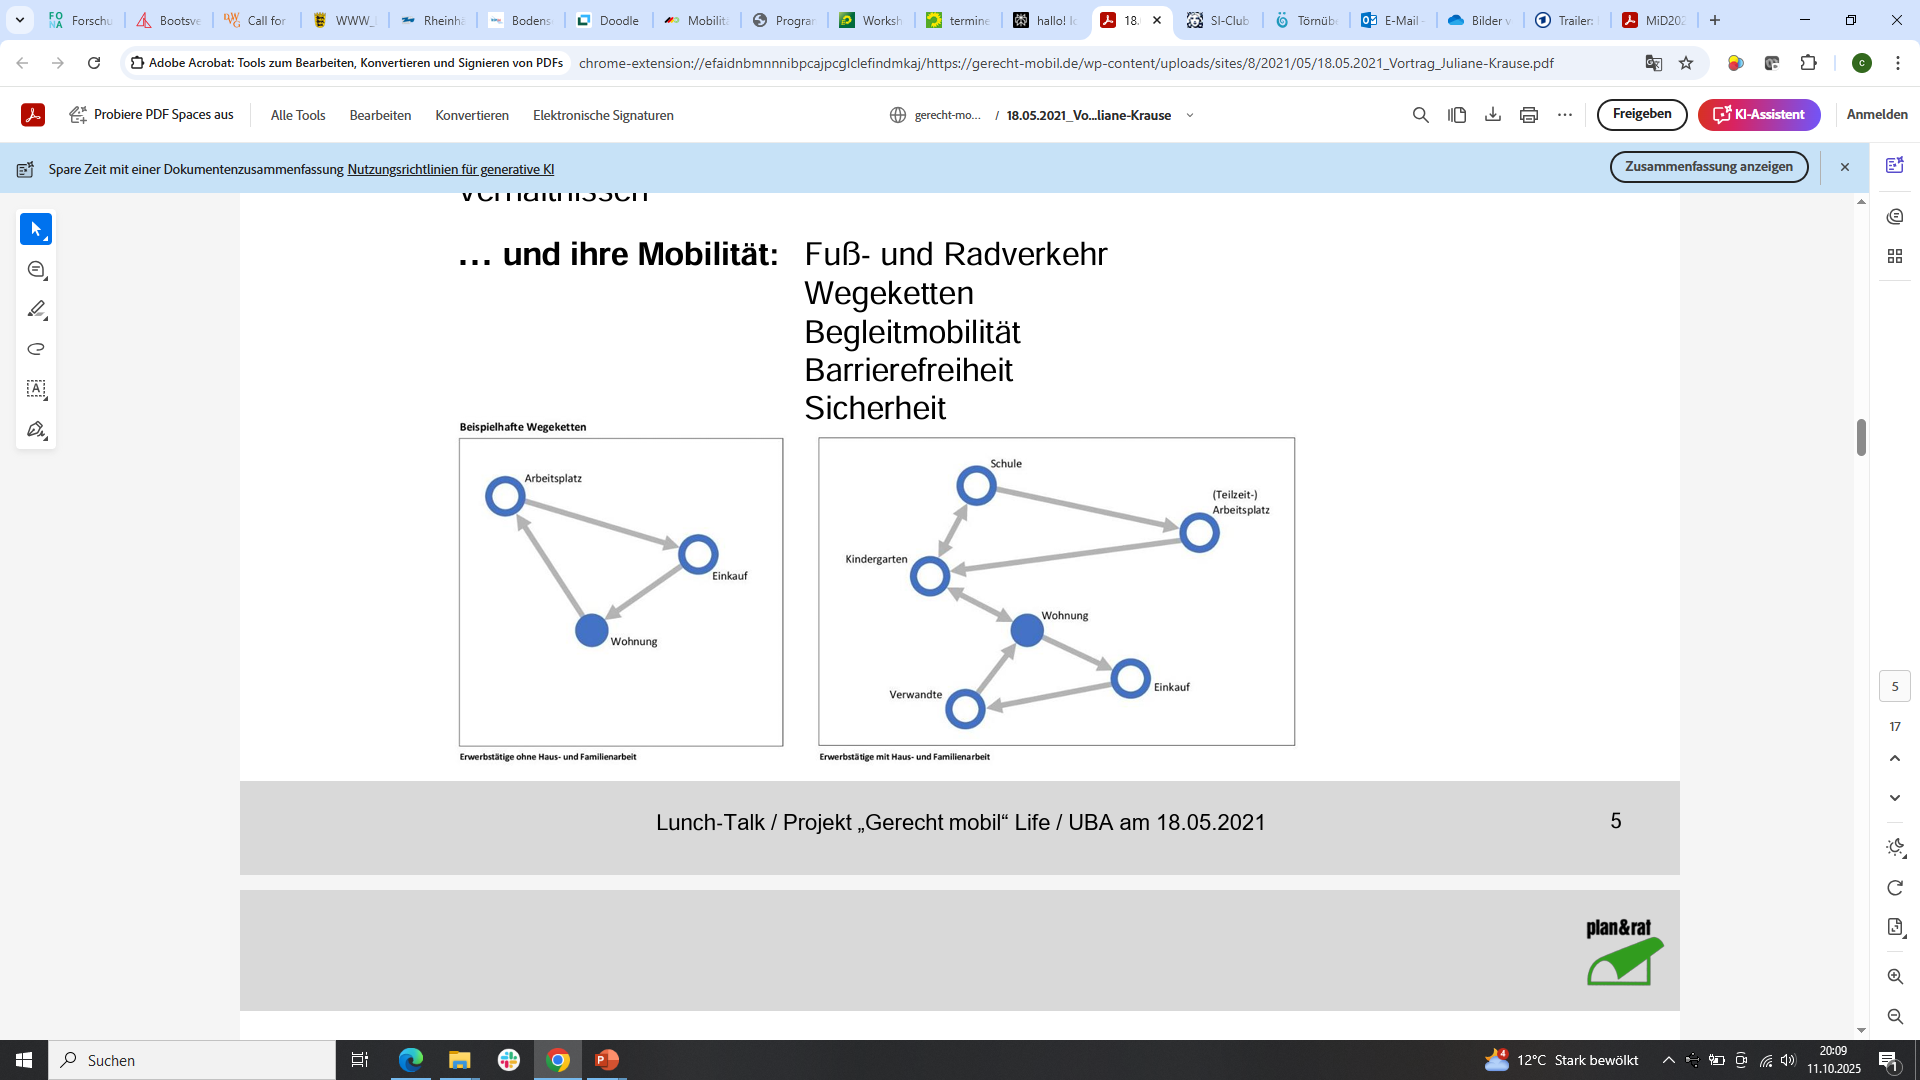 Forschu
Bootsve
Call for
WWW_
Rheinhä
Bodens
Doodle
Mobilitä
Progran
Worksh
termine
hallo! Ic
18.
SI-Club
Törnübe
E-Mail –
Bilder v
Trailer:
MiD202
Adobe Acrobat: Tools zum Bearbeiten, Konvertieren und Signieren von PDFs
chrome-extension://efaidnbmnnnibpcajpcglclefindmkaj/https://gerecht-mobil.de/wp-content/uploads/sites/8/2021/05/18.05.2021_Vortrag_Juliane-Krause.pdf
c
Probiere PDF Spaces aus
Alle Tools
Bearbeiten
Konvertieren
Elektronische Signaturen
gerecht-mo... / 18.05.2021_Vo...liane-Krause
Freigeben
KI-Assistent
Anmelden
Spare Zeit mit einer Dokumentenzusammenfassung Nutzungsrichtlinien für generative KI
Zusammenfassung anzeigen
Verhältnissen
… und ihre Mobilität: Fuß- und Radverkehr
Wegeketten
Begleitmobilität
Barrierefreiheit
Sicherheit
Beispielhafte Wegeketten
Arbeitsplatz
Einkauf
Wohnung
Erwerbstätige ohne Haus- und Familienarbeit
Schule
(Teilzeit-)
Arbeitsplatz
Kindergarten
Wohnung
Verwandte
Einkauf
Erwerbstätige mit Haus- und Familienarbeit
Lunch-Talk / Projekt „Gerecht mobil“ Life / UBA am 18.05.2021
5
plan&rat
5
17
Suchen
4
12°C Stark bewölkt
20:09
11.10.2025
1